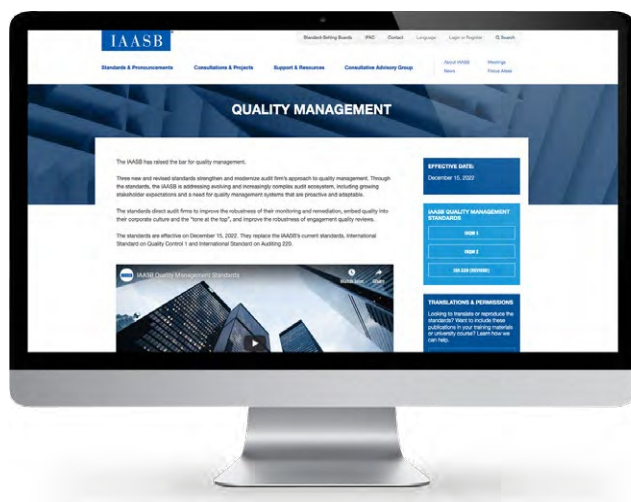 IAASB
Standard-Setting Boards IFAC Contact Language Login or Register Search
Standards & Pronouncements Consultations & Projects Support & Resources Consultative Advisory Group
About IAASB Meetings
News Focus Areas
QUALITY MANAGEMENT
The IAASB has raised the bar for quality management.
Three new and revised standards strengthen and modernize audit firm's approach to quality management. Through
the standards, the IAASB is addressing evolving and increasingly complex audit ecosystem, including growing
stakeholder expectations and a need for quality management systems that are proactive and adaptable.
The standards direct audit firms to improve the robustness of their monitoring and remediation, embed quality into
their corporate culture and the "tone at the top", and improve the robustness of engagement quality reviews.
The standards are effective on December 15, 2022. They replace the IAASB's current standards, International
Standard on Quality Control 1 and International Standard on Auditing 220.
IAASB Quality Management Standards
Watch later Share
EFFECTIVE DATE:
December 15, 2022
IAASB QUALITY MANAGEMENT
STANDARDS
ISQM 1
ISQM 2
ISA 220 (REVISED)
TRANSLATIONS & PERMISSIONS
Looking to translate or reproduce the
standards? Want to include these
publications in your training materials
or university course? Learn how we
can help.